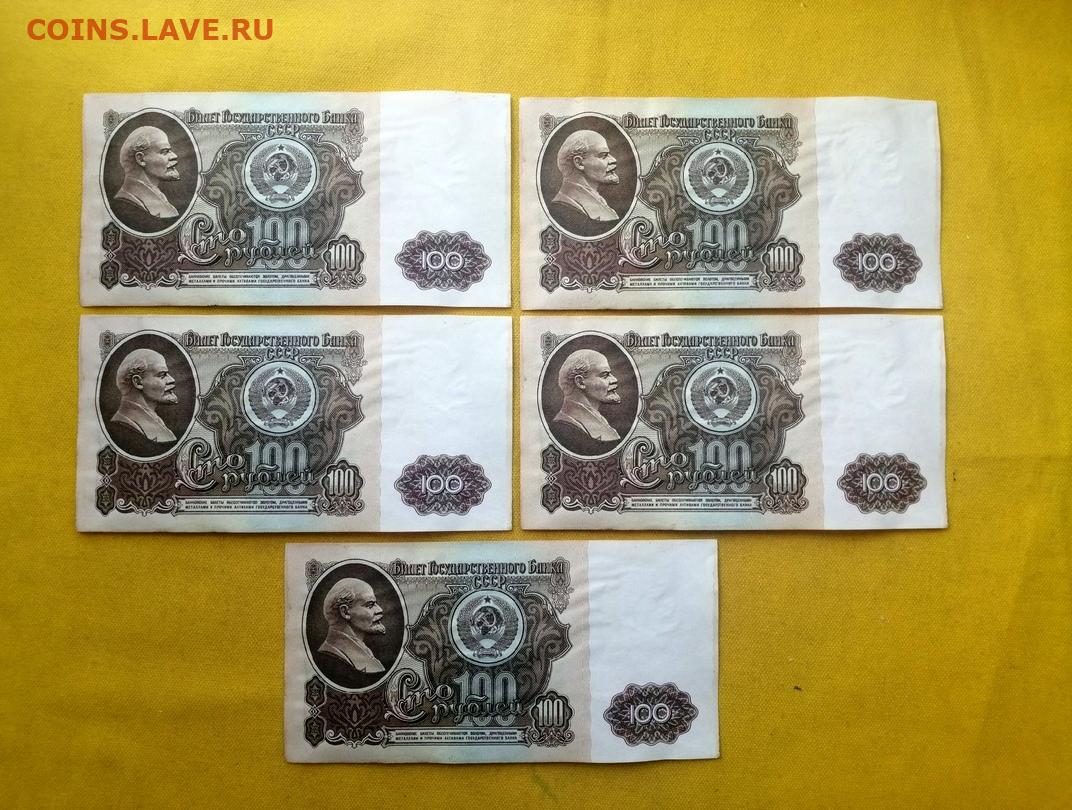 COINS.LAVE.RU
Билет Государственного Банка
СССР
100
Сто рублей
100
100
БАНКОВСКИЕ БИЛЕТЫ ОБЕСПЕЧИВАЮТСЯ ЗОЛОТОМ, ДРАГОЦЕННЫМИ
МЕТАЛЛАМИ И ПРОЧИМИ АКТИВАМИ ГОСУДАРСТВЕННОГО БАНКА
Билет Государственного Банка
СССР
100
Сто рублей
100
100
БАНКОВСКИЕ БИЛЕТЫ ОБЕСПЕЧИВАЮТСЯ ЗОЛОТОМ, ДРАГОЦЕННЫМИ
МЕТАЛЛАМИ И ПРОЧИМИ АКТИВАМИ ГОСУДАРСТВЕННОГО БАНКА
Билет Государственного Банка
СССР
100
Сто рублей
100
100
БАНКОВСКИЕ БИЛЕТЫ ОБЕСПЕЧИВАЮТСЯ ЗОЛОТОМ, ДРАГОЦЕННЫМИ
МЕТАЛЛАМИ И ПРОЧИМИ АКТИВАМИ ГОСУДАРСТВЕННОГО БАНКА
Билет Государственного Банка
СССР
100
Сто рублей
100
100
БАНКОВСКИЕ БИЛЕТЫ ОБЕСПЕЧИВАЮТСЯ ЗОЛОТОМ, ДРАГОЦЕННЫМИ
МЕТАЛЛАМИ И ПРОЧИМИ АКТИВАМИ ГОСУДАРСТВЕННОГО БАНКА
Билет Государственного Банка
СССР
100
Сто рублей
100
100
БАНКОВСКИЕ БИЛЕТЫ ОБЕСПЕЧИВАЮТСЯ ЗОЛОТОМ, ДРАГОЦЕННЫМИ
МЕТАЛЛАМИ И ПРОЧИМИ АКТИВАМИ ГОСУДАРСТВЕННОГО БАНКА